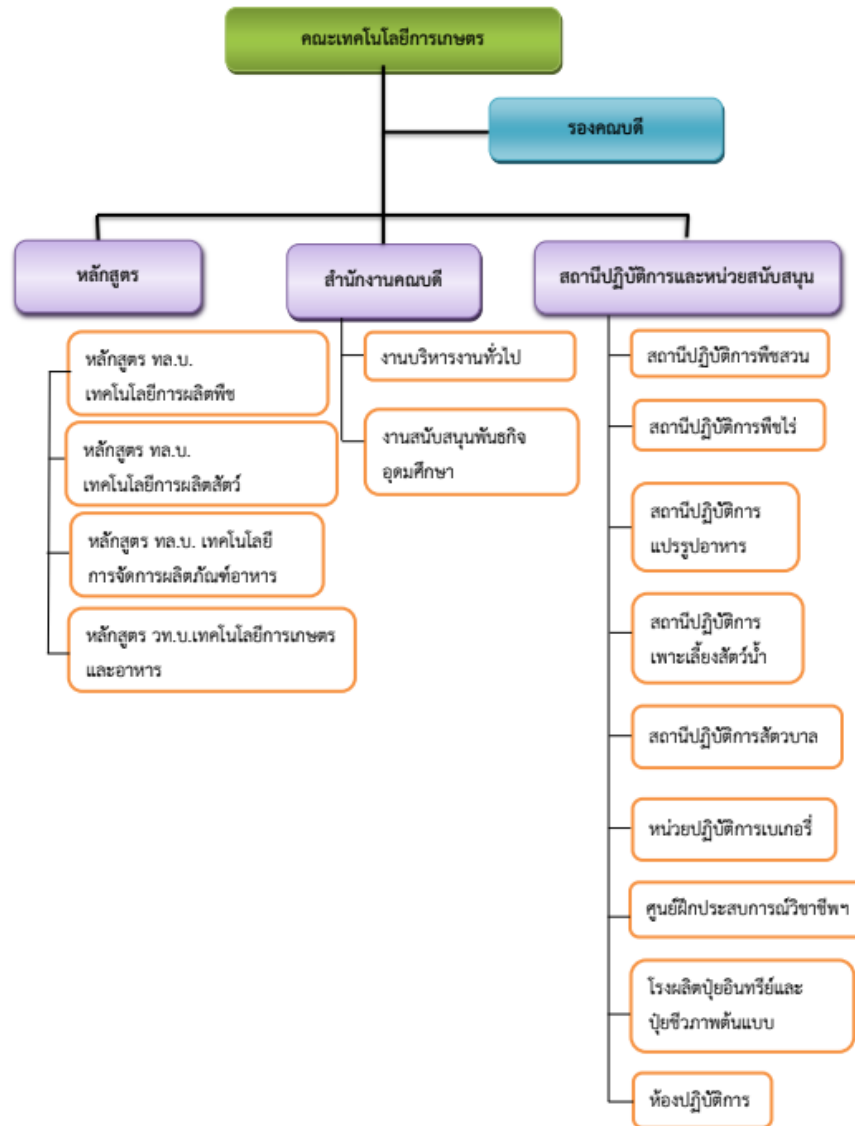 คณะเทคโนโลยีการเกษตร
รองคณบดี
หลักสูตร
สำนักงานคณบดี
สถานีปฏิบัติการและหน่วยสนับสนุน
หลักสูตร ทล.บ.
เทคโนโลยีการผลิตพืช
หลักสูตร ทล.บ.
เทคโนโลยีการผลิตสัตว์
หลักสูตร ทล.บ. เทคโนโลยี
การจัดการผลิตภัณฑ์อาหาร
หลักสูตร วท.บ.เทคโนโลยีการเกษตร
และอาหาร
งานบริหารงานทั่วไป
งานสนับสนุนพันธกิจ
อุดมศึกษา
สถานีปฏิบัติการพืชสวน
สถานีปฏิบัติการพืชไร่
สถานีปฏิบัติการ
แปรรูปอาหาร
สถานีปฏิบัติการ
เพาะเลี้ยงสัตว์น้ำ
สถานีปฏิบัติการสัตวบาล
หน่วยปฏิบัติการเบเกอรี่
ศูนย์ฝึกประสบการณ์วิชาชีพฯ
โรงผลิตปุ๋ยอินทรีย์และ
ปุ๋ยชีวภาพต้นแบบ
ห้องปฏิบัติการ